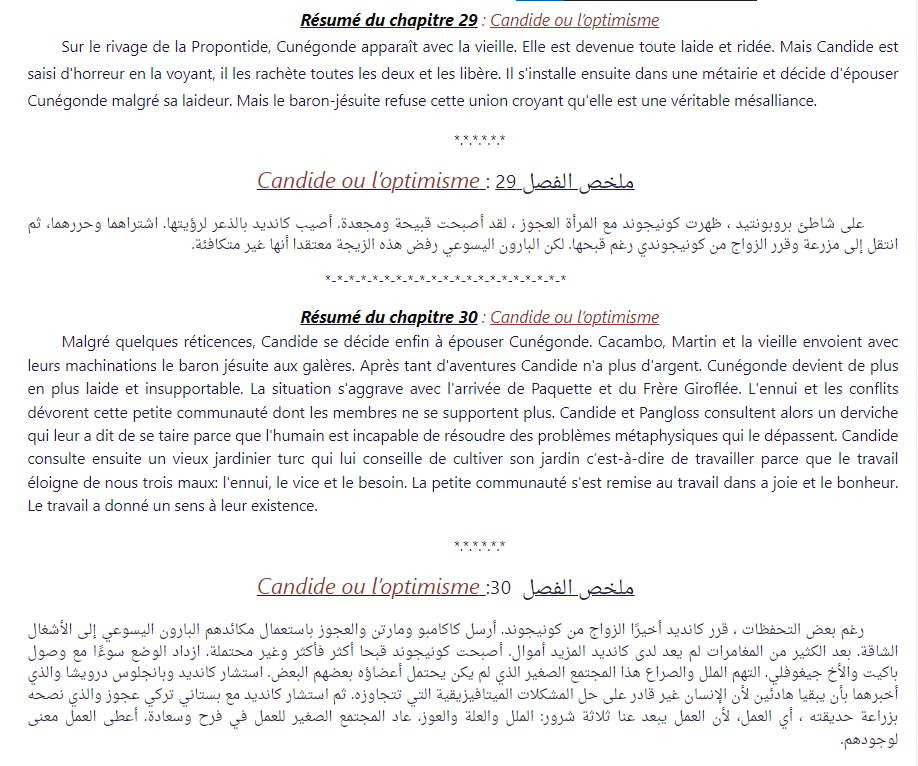 Résumé du chapitre 29 : Candide ou l'optimisme
Sur le rivage de la Propontide, Cunégonde apparaît avec la vieille. Elle est devenue toute laide et ridée. Mais Candide est
saisi d'horreur en la voyant, il les rachète toutes les deux et les libère. Il s'installe ensuite dans une métairie et décide d'épouser
Cunégonde malgré sa laideur. Mais le baron-jésuite refuse cette union croyant qu'elle est une véritable mésalliance.
*.*.*.*.*.*
ملخص الفصل 29 : Candide ou l'optimisme
على شاطئ بروبونتيد ، ظهرت كونيجوند مع المرأة العجوز ، لقد أصبحت قبيحة ومجعدة. أصيب كانديد بالذعر لرؤيتها. اشتراهما وحررهما، ثم
انتقل إلى مزرعة وقرر الزواج من كونيجوندي رغم قبحها. لكن البارون اليسوعي رفض هذه الزيجة معتقدا أنها غير متكافئة.
*-*-*-*-*-*-*-*-*-*-*-*-*-*-*-*-*-*-*-*-*
Résumé du chapitre 30 : Candide ou l'optimisme
Malgré quelques réticences, Candide se décide enfin à épouser Cunégonde. Cacambo, Martin et la vieille envoient avec
leurs machinations le baron jésuite aux galères. Après tant d'aventures Candide n'a plus d'argent. Cunégonde devient de plus
en plus laide et insupportable. La situation s'aggrave avec l'arrivée de Paquette et du Frère Giroflée. L'ennui et les conflits
dévorent cette petite communauté dont les membres ne se supportent plus. Candide et Pangloss consultent alors un derviche
qui leur a dit de se taire parce que l'humain est incapable de résoudre des problèmes métaphysiques qui le dépassent. Candide
consulte ensuite un vieux jardinier turc qui lui conseille de cultiver son jardin c'est-à-dire de travailler parce que le travail
éloigne de nous trois maux: l'ennui, le vice et le besoin. La petite communauté s'est remise au travail dans a joie et le bonheur.
Le travail a donné un sens à leur existence.
*.*.*.*.*.*
ملخص الفصل 30: Candide ou l'optimisme
رغم بعض التحفظات ، قرر كانديد أخيرًا الزواج من كونيجوند. أرسل كاكامبو ومارتن والعجوز باستعمال مكائدهم البارون اليسوعي إلى الأشغال
الشاقة. بعد الكثير من المغامرات لم يعد لدى كانديد المزيد أموال. أصبحت كونيجوند قبحا أكثر فأكثر وغير محتملة. ازداد الوضع سوءًا مع وصول
باكيت والأخ جيغوفلي. التهم الملل والصراع هذا المجتمع الصغير الذي لم يكن يحتمل أعضاؤه بعضهم البعض. استشار كانديد وبانجلوس درويشا والذي
أخبرهما بأن يبقيا هادئين لأن الإنسان غير قادر على حل المشكلات الميتافيزيقية التي تتجاوزه. ثم استشار كانديد مع بستاني تركي عجوز والذي نصحه
بزراعة حديقته ، أي العمل، لأن العمل يبعد عنا ثلاثة شرور: الملل والعلة والعوز. عاد المجتمع الصغير للعمل في فرح وسعادة. أعطى العمل معنى
لوجودهم.